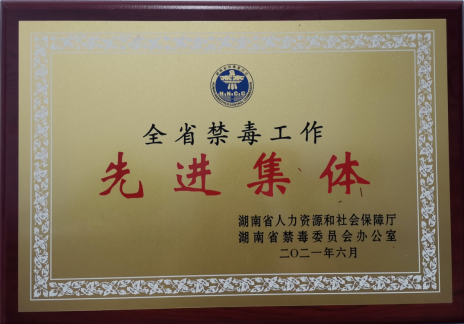 全省禁毒工作
先进集体
湖南省人力资源和社会保障厅
湖南省禁毒委员会办公室
二〇二一年六月